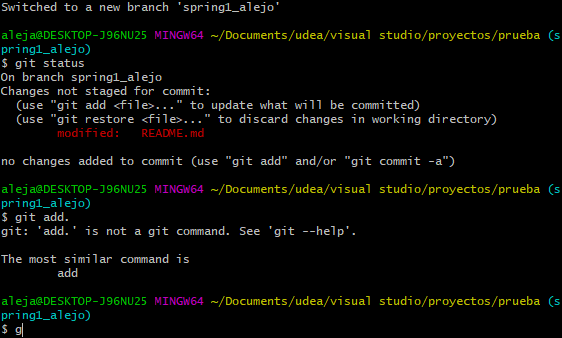 Switched to a new branch 'spring1_alejo'
aleja@DESKTOP-J96NU25 MINGW64 ~/Documents/udea/visual studio/proyectos/prueba (s
pring1_alejo)
$ git status
On branch spring1_alejo
Changes not staged for commit:
  (use "git add <file>..." to update what will be committed)
  (use "git restore <file>..." to discard changes in working directory)
        modified:   README.md
no changes added to commit (use "git add" and/or "git commit -a")
aleja@DESKTOP-J96NU25 MINGW64 ~/Documents/udea/visual studio/proyectos/prueba (s
pring1_alejo)
$ git add.
git: 'add.' is not a git command. See 'git --help'.
The most similar command is
        add
aleja@DESKTOP-J96NU25 MINGW64 ~/Documents/udea/visual studio/proyectos/prueba (s
pring1_alejo)
$ g